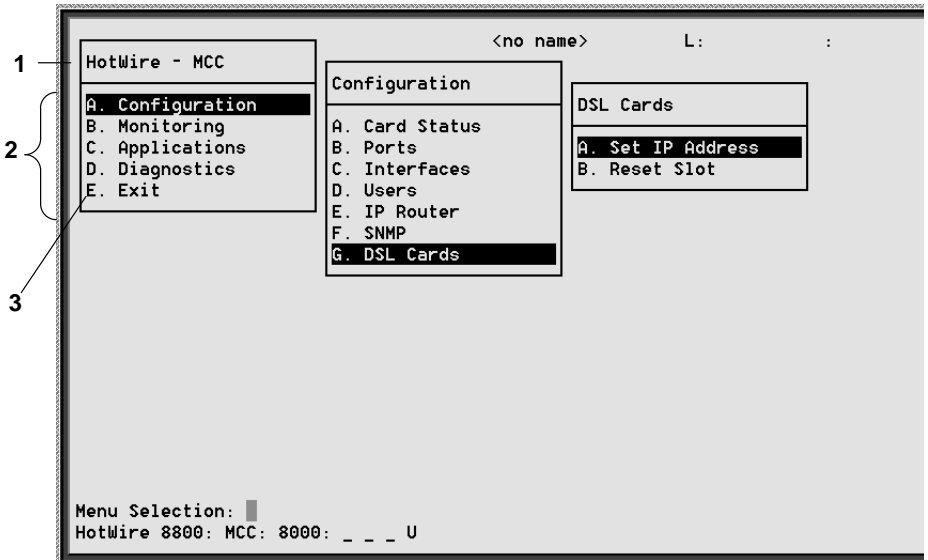 <no name> L: :
1
HotWire - MCC
2
A. Configuration
B. Monitoring
C. Applications
D. Diagnostics
E. Exit
3
Configuration
A. Card Status
B. Ports
C. Interfaces
D. Users
E. IP Router
F. SNMP
G. DSL Cards
DSL Cards
A. Set IP Address
B. Reset Slot
Menu Selection:
HotWire 8800: MCC: 8000: _ _ _ U